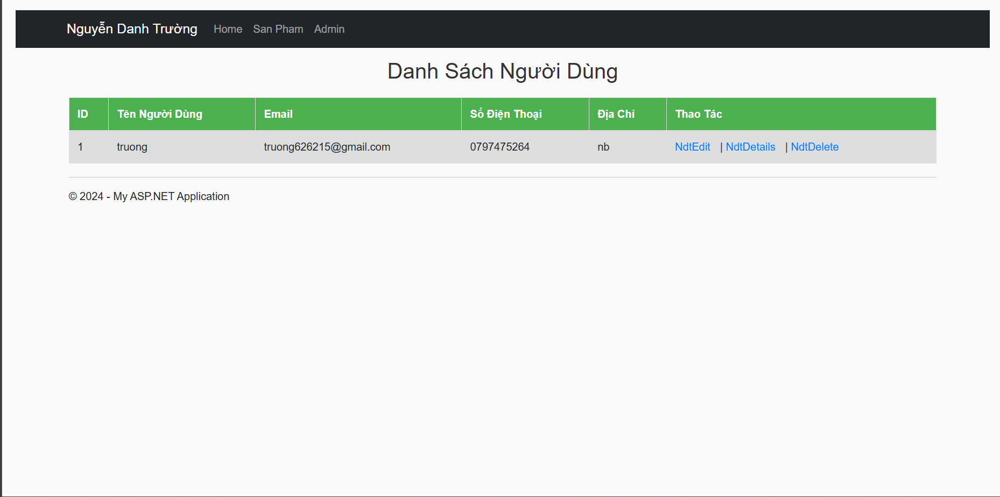 Nguyễn Danh Trường Home San Pham Admin
Danh Sách Người Dùng
ID Tên Người Dùng Email Số Điện Thoại Địa Chỉ Thao Tác
1 truong truong626215@gmail.com 0797475264 nb NdtEdit | NdtDetails | NdtDelete
© 2024 - My ASP.NET Application